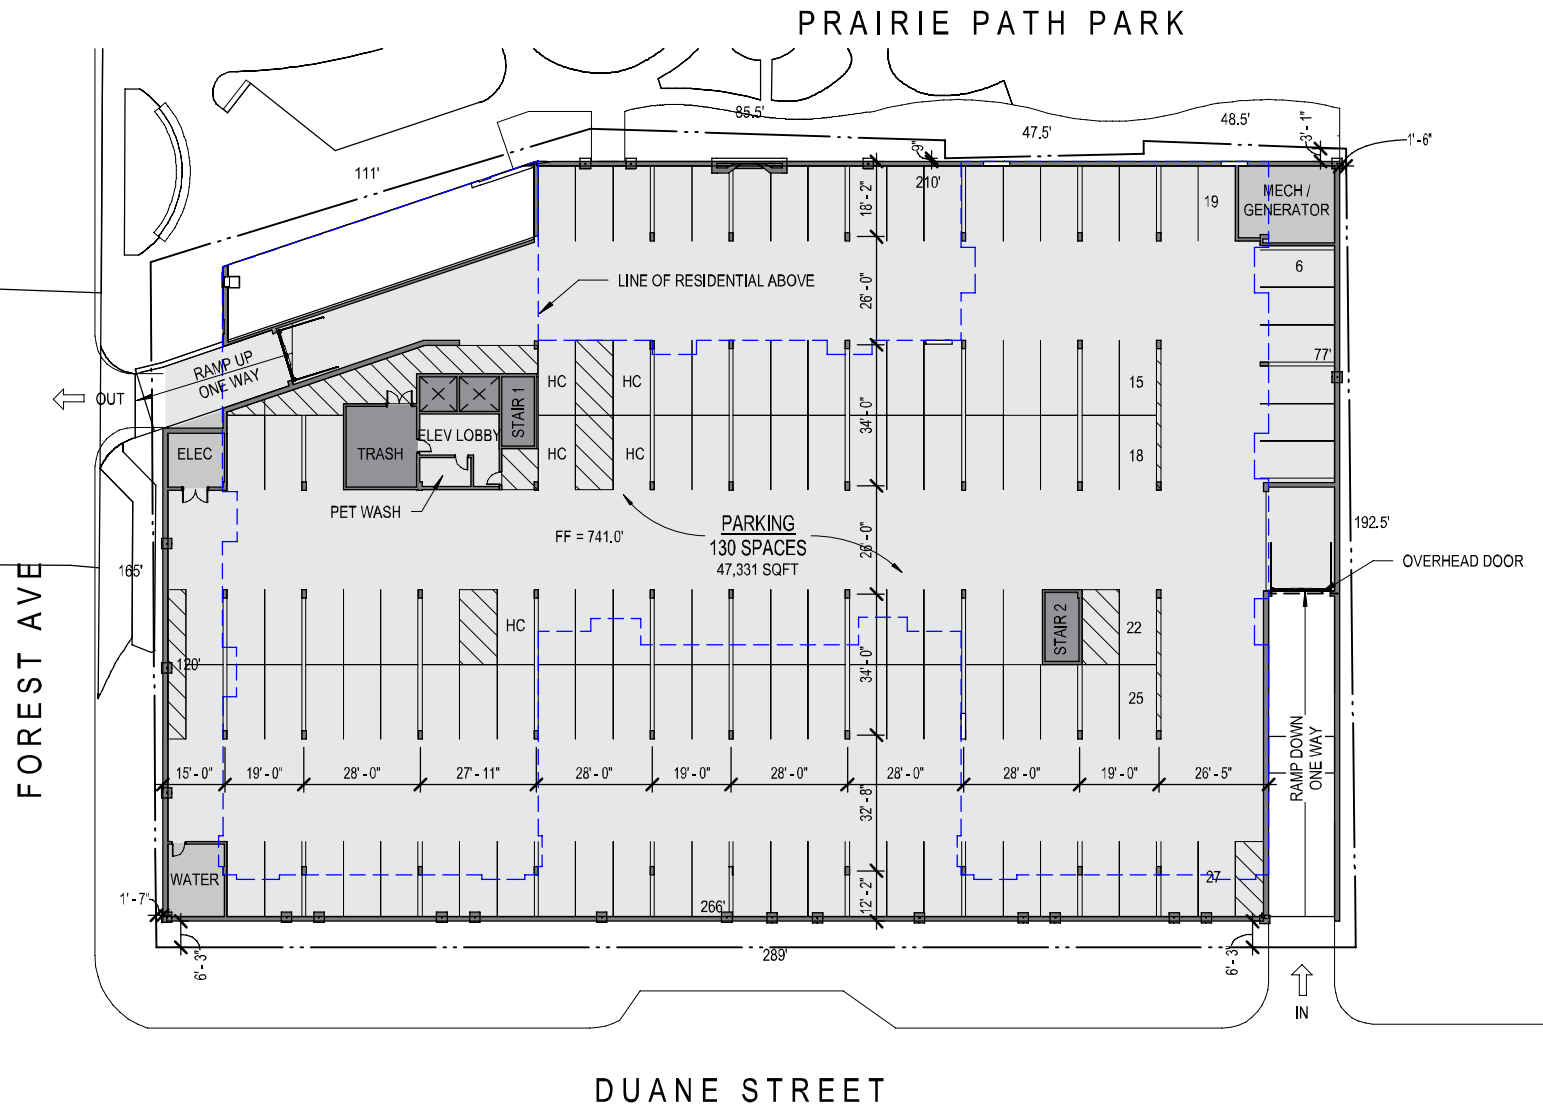 PRAIRIE PATH PARK
85.5'
47.5'
48.5'
3' - 1"
1' - 6"
111'
9"
210'
18' - 2"
19
MECH /
GENERATOR
6
LINE OF RESIDENTIAL ABOVE
26' - 0"
RAMP UP
ONE WAY
OUT
HC
HC
15
77'
34' - 0"
STAIR 1
ELEV LOBBY
ELEC
TRASH
HC
HC
18
PET WASH
FF = 741.0'
PARKING
130 SPACES
47,331 SQFT
26' - 0"
192.5'
OVERHEAD DOOR
165'
FOREST AVE
HC
STAIR 2
22
120'
34' - 0"
25
RAMP DOWN
ONE WAY
15' - 0"
19' - 0"
28' - 0"
27' - 11"
28' - 0"
19' - 0"
28' - 0"
28' - 0"
28' - 0"
19' - 0"
26' - 5"
32' - 8"
WATER
27
1' - 7"
266'
12' - 2"
6' - 3"
289'
6' - 3"
IN
DUANE STREET